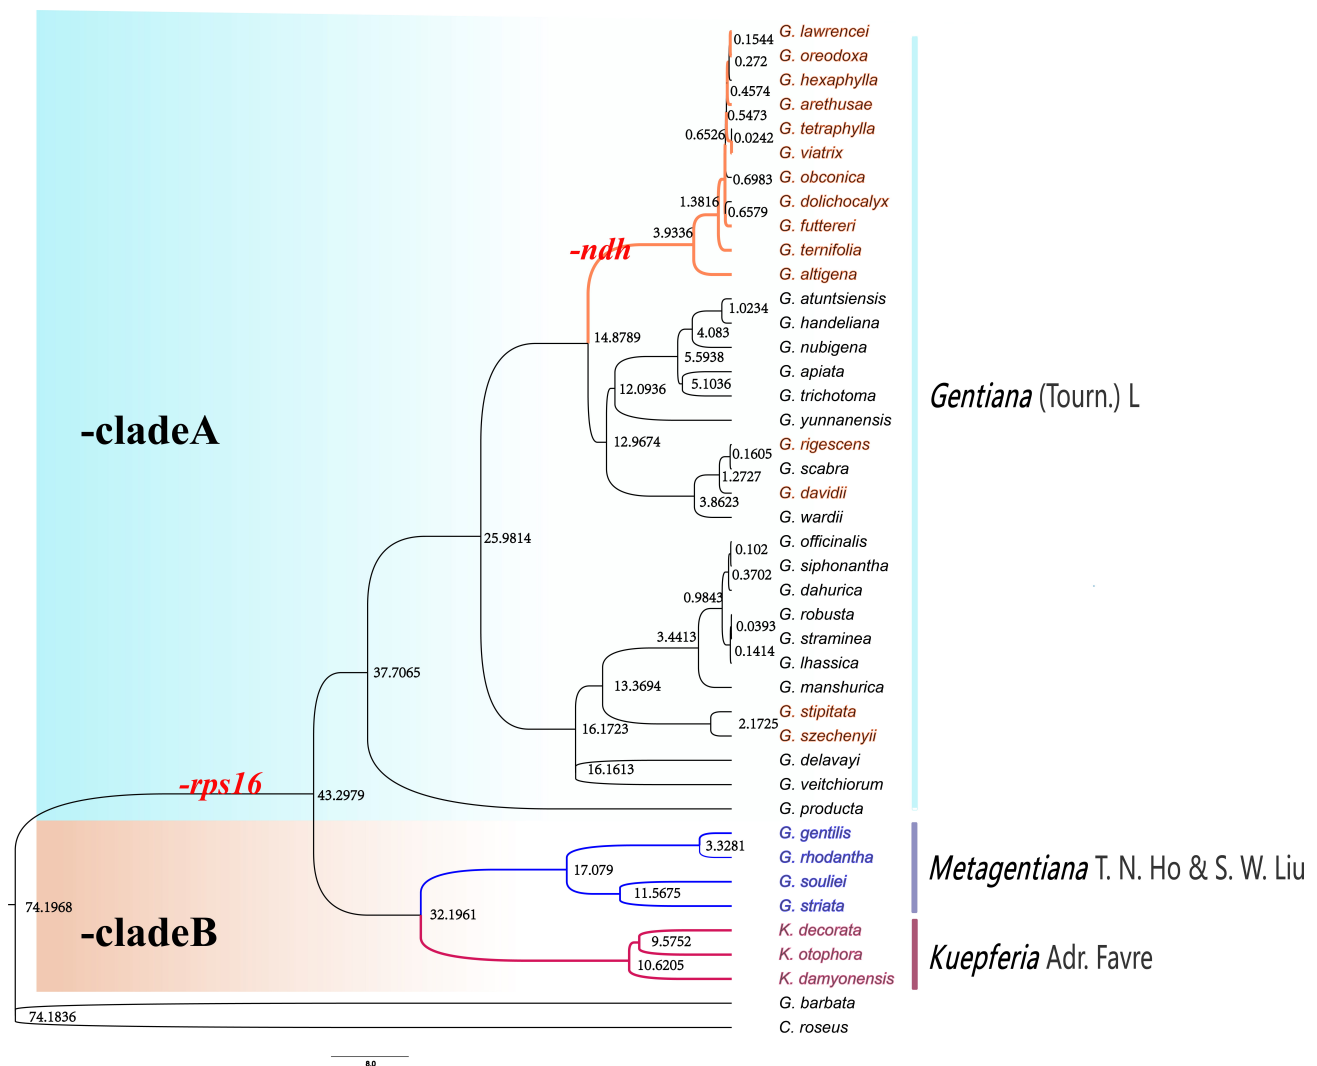 G. lawrencei
0.1544
G. oreodoxa
0.272
G. hexaphylla
0.4574
G. arethusae
0.5473
G. tetraphylla
0.6526
0.0242
G. viatrix
G. obconica
0.6983
G. dolichocalyx
1.3816
0.6579
G. futtereri
3.9336
-ndh
G. ternifolia
G. altigena
G. atuntsiensis
1.0234
G. handeliana
4.083
14.8789
G. nubigena
5.5938
G. apiata
5.1036
12.0936
G. trichotoma
Gentiana (Tourn.) L
G. yunnanensis
-cladeA
12.9674
G. rigescens
0.1605
G. scabra
1.2727
G. davidii
3.8623
G. wardii
25.9814
G. officinalis
0.102
G. siphonantha
0.3702
G. dahurica
0.9843
G. robusta
0.0393
3.4413
G. straminea
0.1414
G. lhassica
37.7065
13.3694
G. manshurica
G. stipitata
2.1725
16.1723
G. szechenyii
G. delavayi
16.1613
G. veitchiorum
-rps16
43.2979
G. producta
G. gentilis
3.3281
G. rhodantha
17.079
Metagentiana T. N. Ho & S. W. Liu
G. souliei
11.5675
G. striata
74.1968
32.1961
-cladeB
K. decorata
9.5752
K. otophora
Kuepferia Adr. Favre
10.6205
K. damyonensis
G. barbata
74.1836
C. roseus
8.0